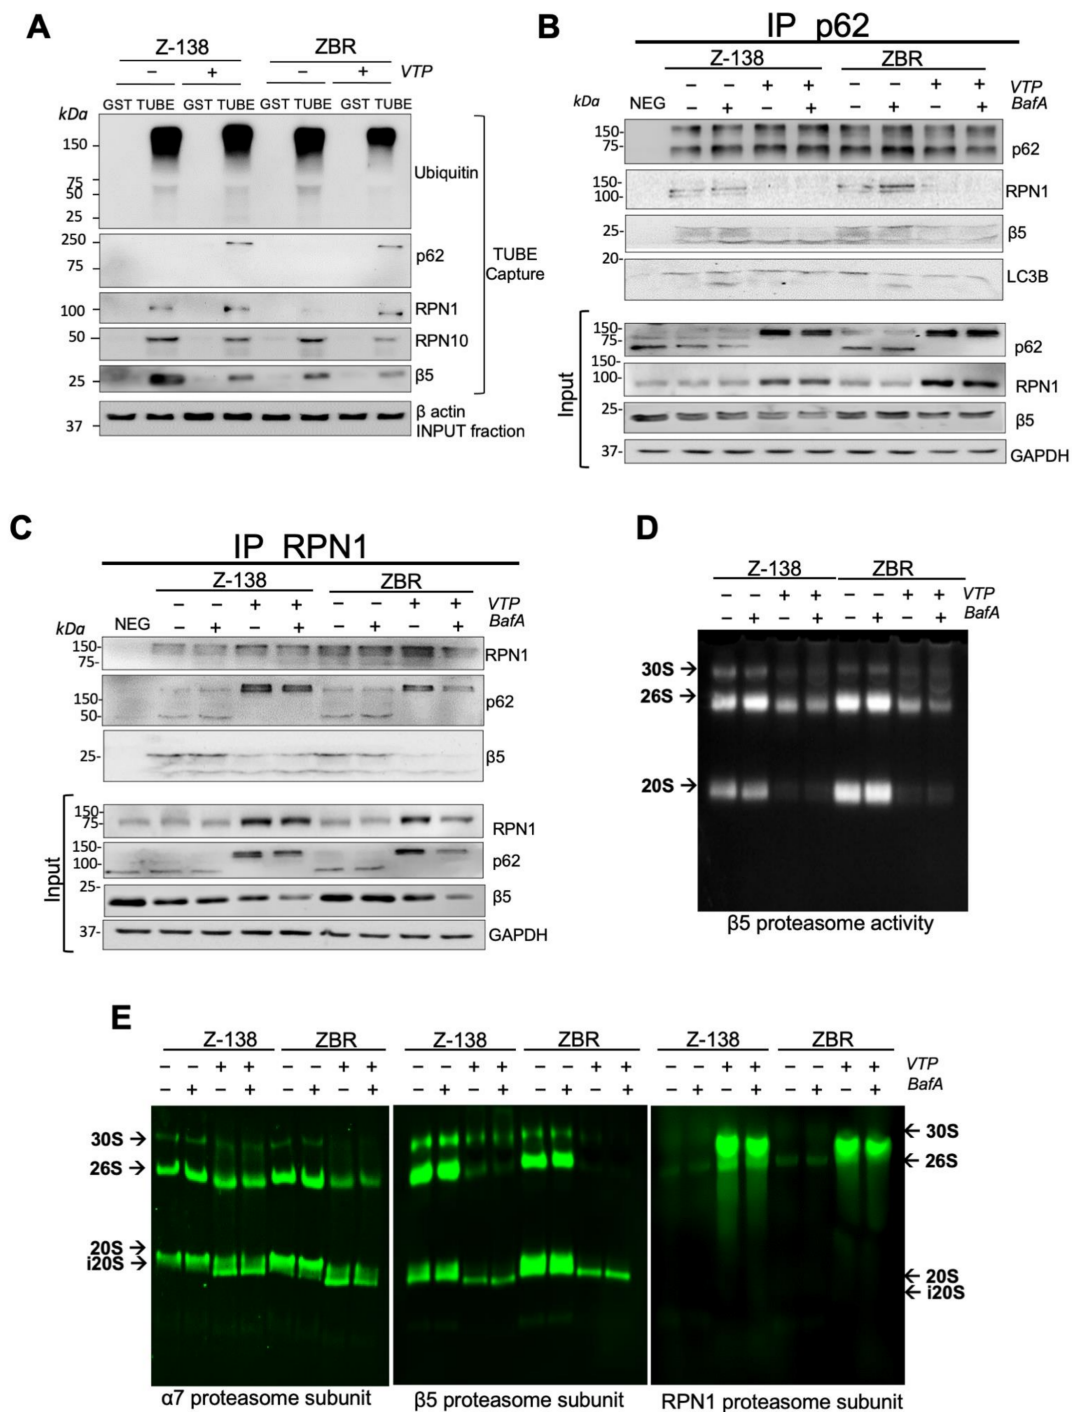 A
Z-138 ZBR
– + – + VTP
kDa GST TUBE GST TUBE GST TUBE GST TUBE
150
75
50
25
Ubiquitin
250
75
p62
100
RPN1
50
RPN10
25
β5
TUBE
Capture
37
β actin
INPUT fraction
B
IP p62
Z-138 ZBR
– – + + – – + + VTP
kDa NEG – + – + – + – + BafA
150-
75-
p62
150-
100-
RPN1
25-
β5
20-
LC3B
Input
150-
75-
p62
150-
100-
RPN1
25-
β5
37-
GAPDH
C
IP RPN1
Z-138 ZBR
– – + + – – + + VTP
kDa NEG – + – + – + – + BafA
150-
75-
RPN1
150-
50-
p62
25-
β5
Input
150-
75-
RPN1
150-
100-
p62
25-
β5
37-
GAPDH
D
Z-138 ZBR
– – + + – – + + VTP
– + – + – + – + BafA
30S →
26S →
20S →
β5 proteasome activity
E
Z-138 ZBR Z-138 ZBR Z-138 ZBR
– – + + – – + + – – + + – – + + – – + + – – + + VTP
– + – + – + – + – + – + – + – + – + – + – + – + BafA
30S →
26S →
20S →
i20S →
← 30S
← 26S
← 20S
← i20S
α7 proteasome subunit
β5 proteasome subunit
RPN1 proteasome subunit